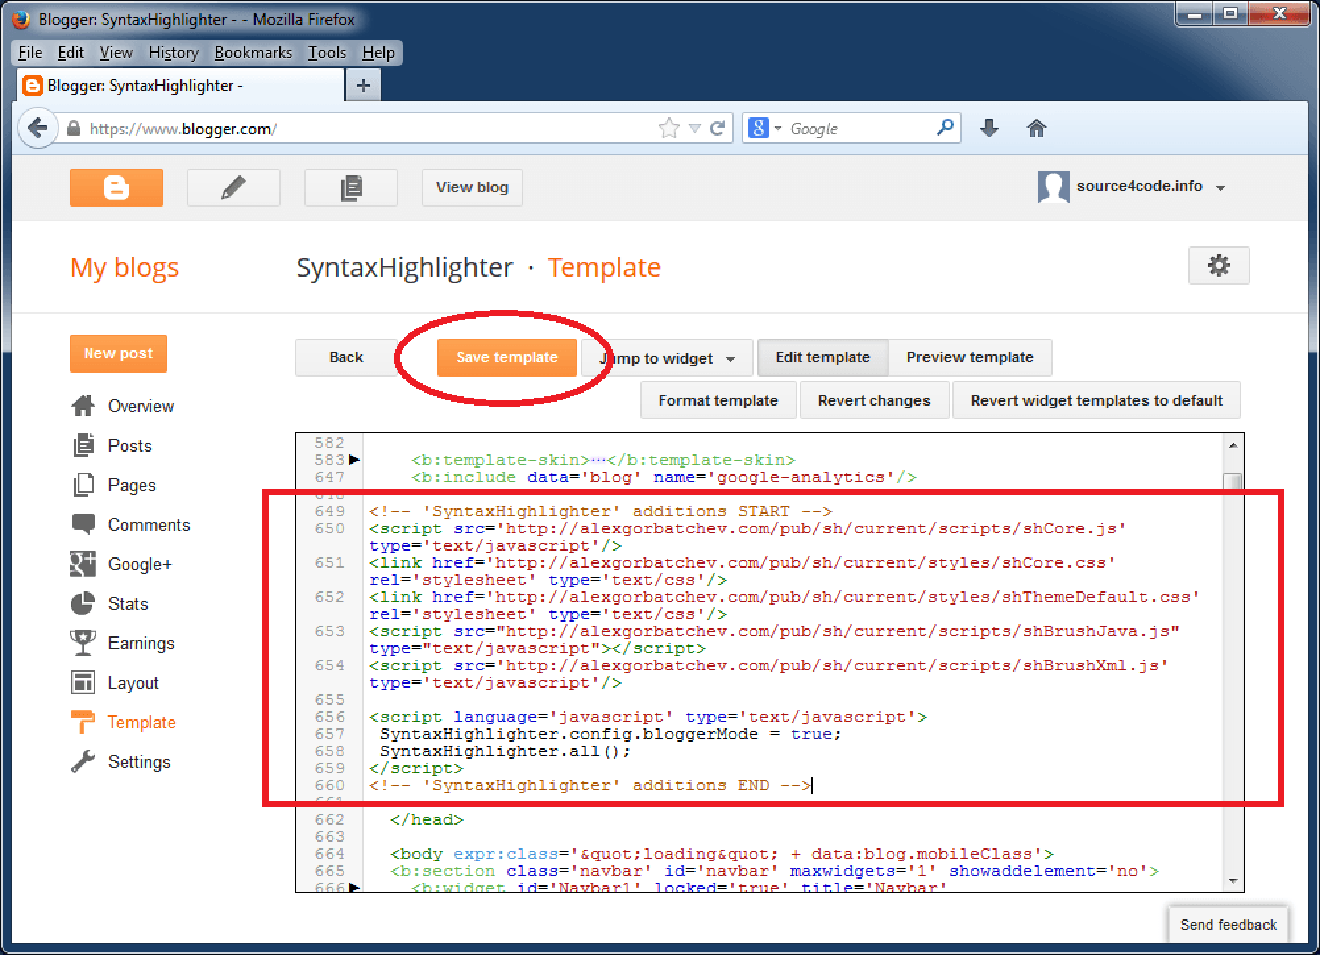 Blogger: SyntaxHighlighter - - Mozilla Firefox
File Edit View History Bookmarks Tools Help
Blogger: SyntaxHighlighter -
https://www.blogger.com/
Google
View blog
source4code.info
My blogs
SyntaxHighlighter · Template
New post
Back
Save template
Jump to widget
Edit template
Preview template
Format template
Revert changes
Revert widget templates to default
Overview
Posts
Pages
Comments
Google+
Stats
Earnings
Layout
Template
Settings
582
583 <b:template-skin>…</b:template-skin>
647 <b:include data='blog' name='google-analytics'/>
648
649 <!-- 'SyntaxHighlighter' additions START -->
650 <script src='http://alexgorbatchev.com/pub/sh/current/scripts/shCore.js'
type='text/javascript'/>
651 <link href='http://alexgorbatchev.com/pub/sh/current/styles/shCore.css'
rel='stylesheet' type='text/css'/>
652 <link href='http://alexgorbatchev.com/pub/sh/current/styles/shThemeDefault.css'
rel='stylesheet' type='text/css'/>
653 <script src="http://alexgorbatchev.com/pub/sh/current/scripts/shBrushJava.js"
type="text/javascript"></script>
654 <script src='http://alexgorbatchev.com/pub/sh/current/scripts/shBrushXml.js'
type='text/javascript'/>
655
656 <script language='javascript' type='text/javascript'>
657 SyntaxHighlighter.config.bloggerMode = true;
658 SyntaxHighlighter.all();
659 </script>
660 <!-- 'SyntaxHighlighter' additions END -->
661
662 </head>
663
664 <body expr:class='&quot;loading&quot; + data:blog.mobileClass'>
665 <b:section class='navbar' id='navbar' maxwidgets='1' showaddelement='no'>
666 <b:widget id='Navbar1' locked='true' title='Navbar'
Send feedback